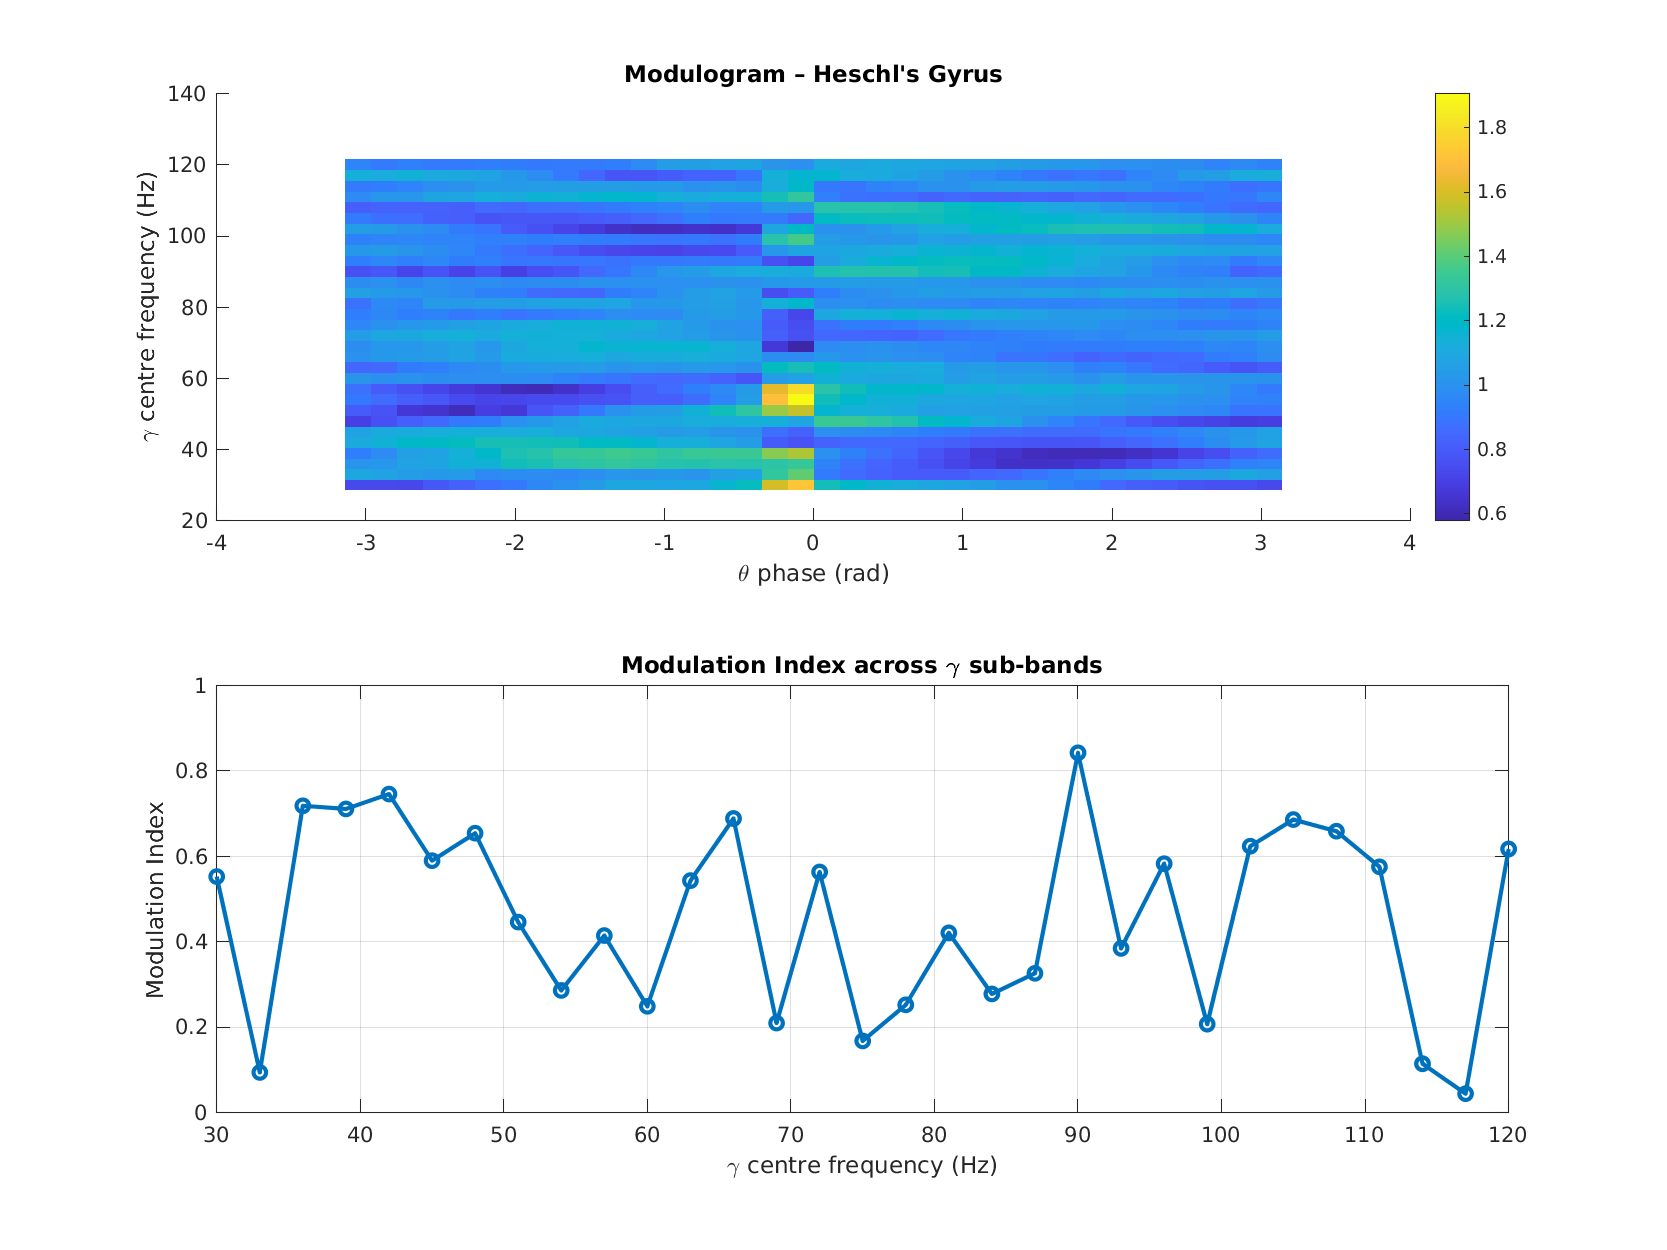 Modulogram – Heschl's Gyrus
140
120
100
80
60
40
20
γ centre frequency (Hz)
-4 -3 -2 -1 0 1 2 3 4
θ phase (rad)
1.8
1.6
1.4
1.2
1
0.8
0.6
Modulation Index across γ sub-bands
1
0.8
0.6
0.4
0.2
0
Modulation Index
30 40 50 60 70 80 90 100 110 120
γ centre frequency (Hz)